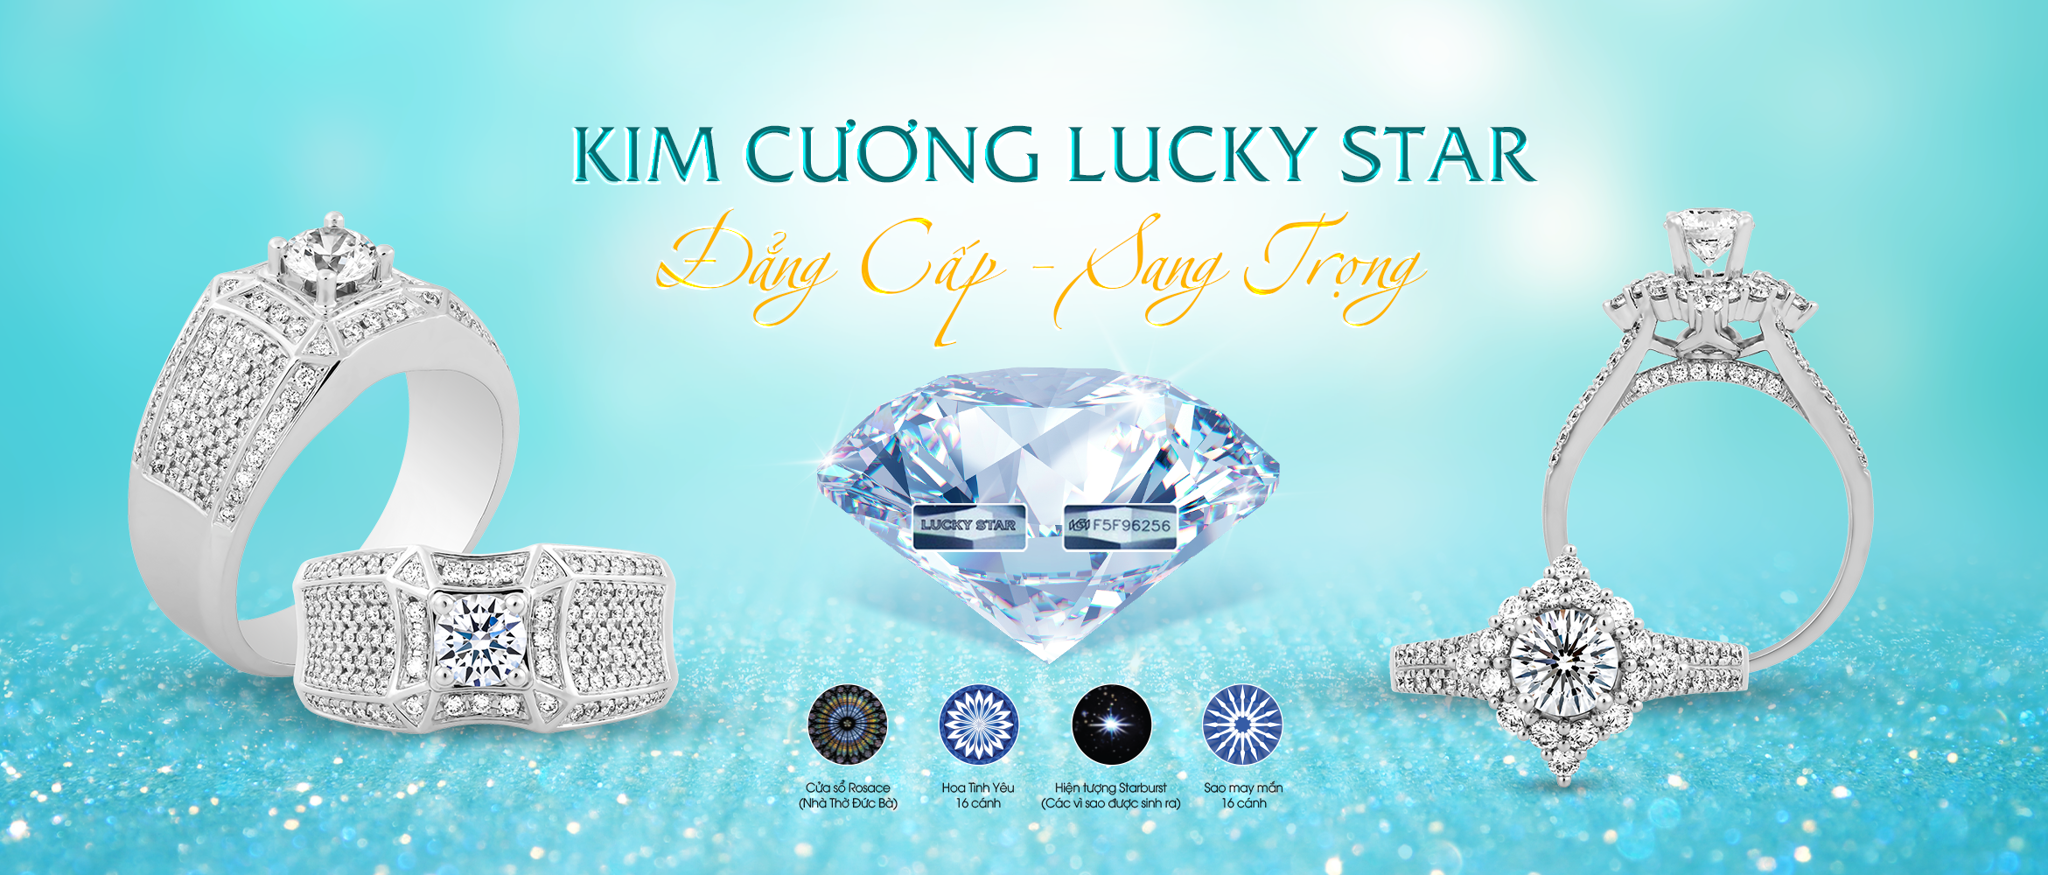 KIM CƯƠNG LUCKY STAR
Đẳng Cấp - Sang Trọng
LUCKY STAR
F5F96256
Cửa sổ Rosace
(Nhà Thờ Đức Bà)
Hoa Tình Yêu
16 cánh
Hiện tượng Starburst
(Các vì sao được sinh ra)
Sao may mắn
16 cánh